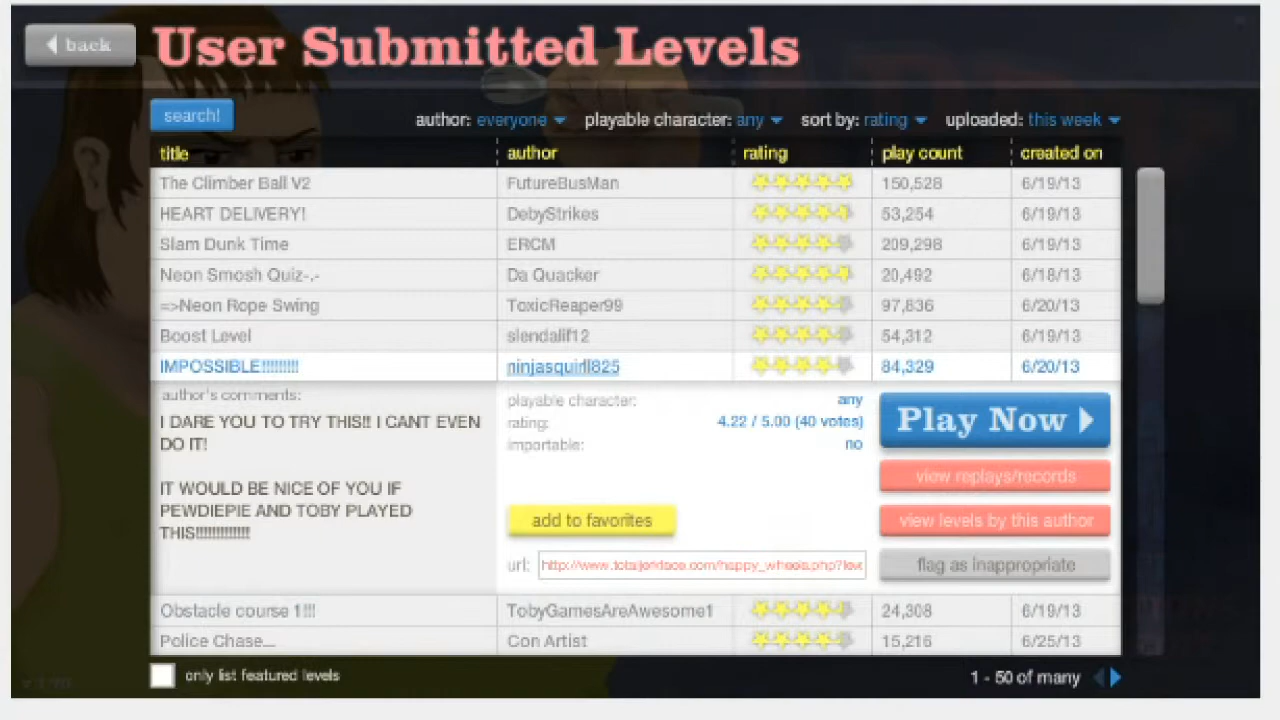 back
User Submitted Levels
search!
author: everyone playable character: any sort by: rating uploaded: this week
title author rating play count created on
The Climber Ball V2 FutureBusMan 150,528 6/19/13
HEART DELIVERY! DebyStrikes 53,254 6/19/13
Slam Dunk Time ERCM 209,298 6/19/13
Neon Smosh Quiz-.- Da Quacker 20,492 6/18/13
=>Neon Rope Swing ToxicReaper99 97,836 6/20/13
Boost Level slendalif12 54,312 6/19/13
IMPOSSIBLE!!!!!!!!! ninjasquirll825 84,329 6/20/13
author's comments:
I DARE YOU TO TRY THIS!! I CANT EVEN
DO IT!
IT WOULD BE NICE OF YOU IF
PEWDIEPIE AND TOBY PLAYED
THIS!!!!!!!!!!!!!
playable character: any
rating: 4.22 / 5.00 (40 votes)
importable: no
add to favorites
url: http://www.totaljerkface.com/happy_wheels.php?leve
Play Now
view replays/records
view levels by this author
flag as inappropriate
Obstacle course 1!!! TobyGamesAreAwesome1 24,308 6/19/13
Police Chase... Con Artist 15,216 6/25/13
only list featured levels
1 - 50 of many